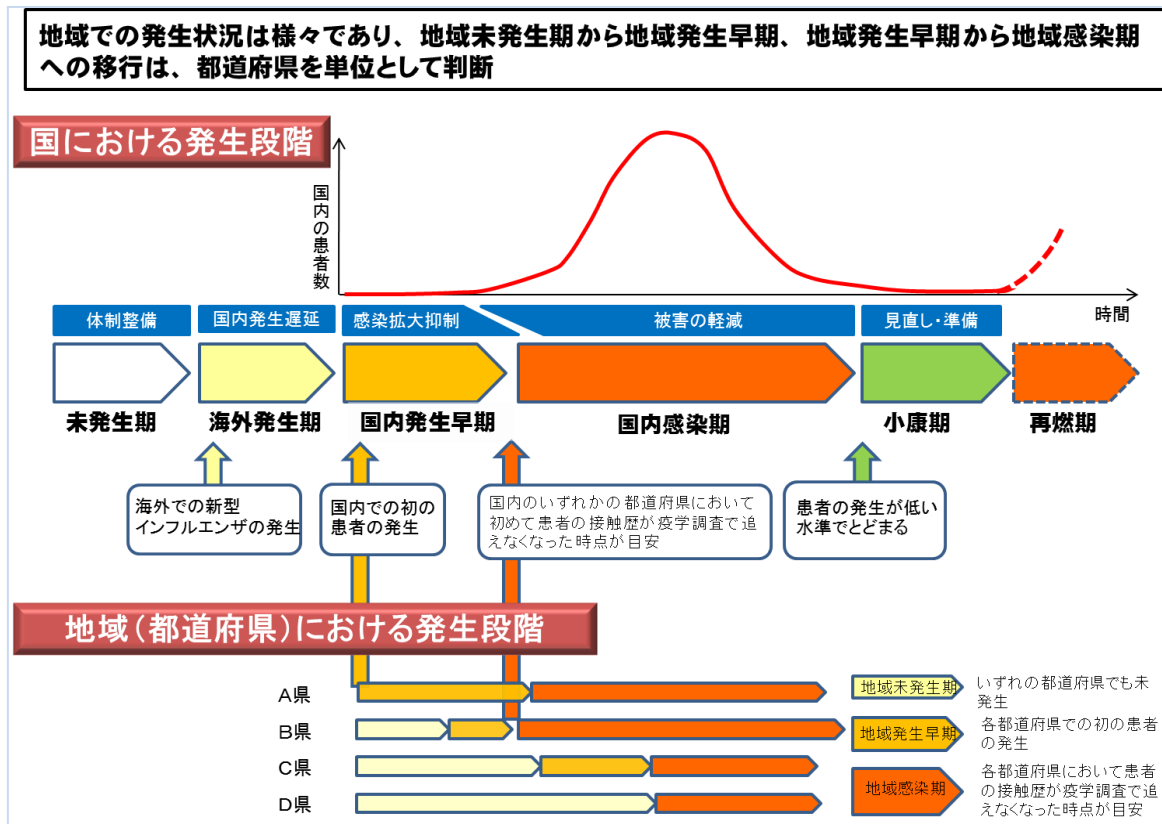 地域での発生状況は様々であり、地域未発生期から地域発生早期、地域発生早期から地域感染期
への移行は、都道府県を単位として判断
国における発生段階
国内の患者数
時間
体制整備
国内発生遅延
感染拡大抑制
被害の軽減
見直し・準備
未発生期
海外発生期
国内発生早期
国内感染期
小康期
再燃期
海外での新型
インフルエンザの発生
国内での初の
患者の発生
国内のいずれかの都道府県において
初めて患者の接触歴が疫学調査で追
えなくなった時点が目安
患者の発生が低い
水準でとどまる
地域(都道府県)における発生段階
A県
B県
C県
D県
地域未発生期
いずれの都道府県でも未
発生
地域発生早期
各都道府県での初の患者
の発生
地域感染期
各都道府県において患者
の接触歴が疫学調査で追
えなくなった時点が目安